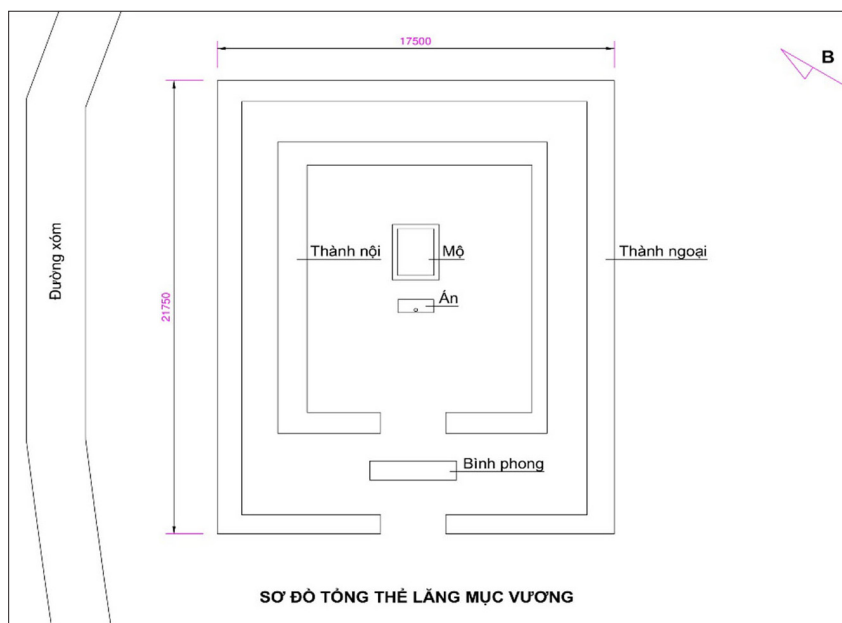 17500
B
Đường xóm
21750
Thành nội
Mộ
Thành ngoại
Án
Bình phong
SƠ ĐỒ TỔNG THỂ LĂNG MỤC VƯƠNG